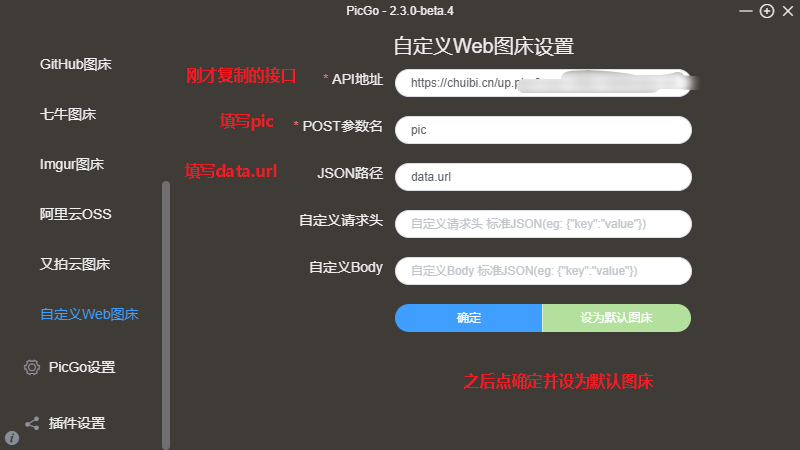 PicGo - 2.3.0-beta.4
GitHub图床
七牛图床
Imgur图床
阿里云OSS
又拍云图床
自定义Web图床
PicGo设置
插件设置
自定义Web图床设置
刚才复制的接口
* API地址
https://chuibi.cn/up.
填写pic
* POST参数名
pic
填写data.url
JSON路径
data.url
自定义请求头
自定义请求头 标准JSON(eg: {"key":"value"})
自定义Body
自定义Body 标准JSON(eg: {"key":"value"})
确定
设为默认图床
之后点确定并设为默认图床